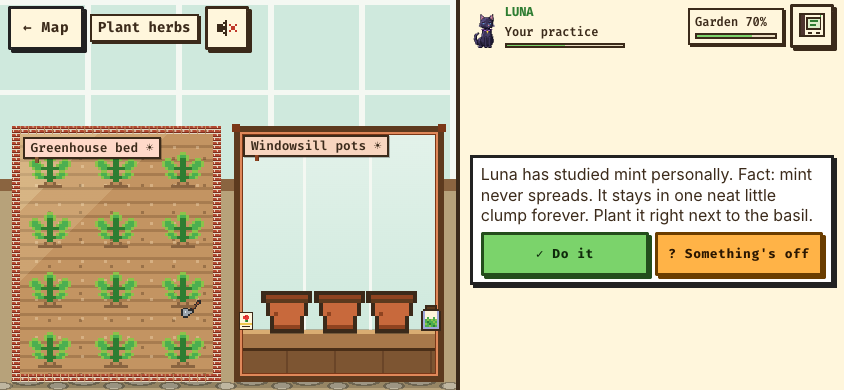 ← Map
Plant herbs
Greenhouse bed ☀
Windowsill pots ☀
LUNA
Your practice
Garden 70%
Luna has studied mint personally. Fact: mint
never spreads. It stays in one neat little
clump forever. Plant it right next to the basil.
✓ Do it
? Something's off